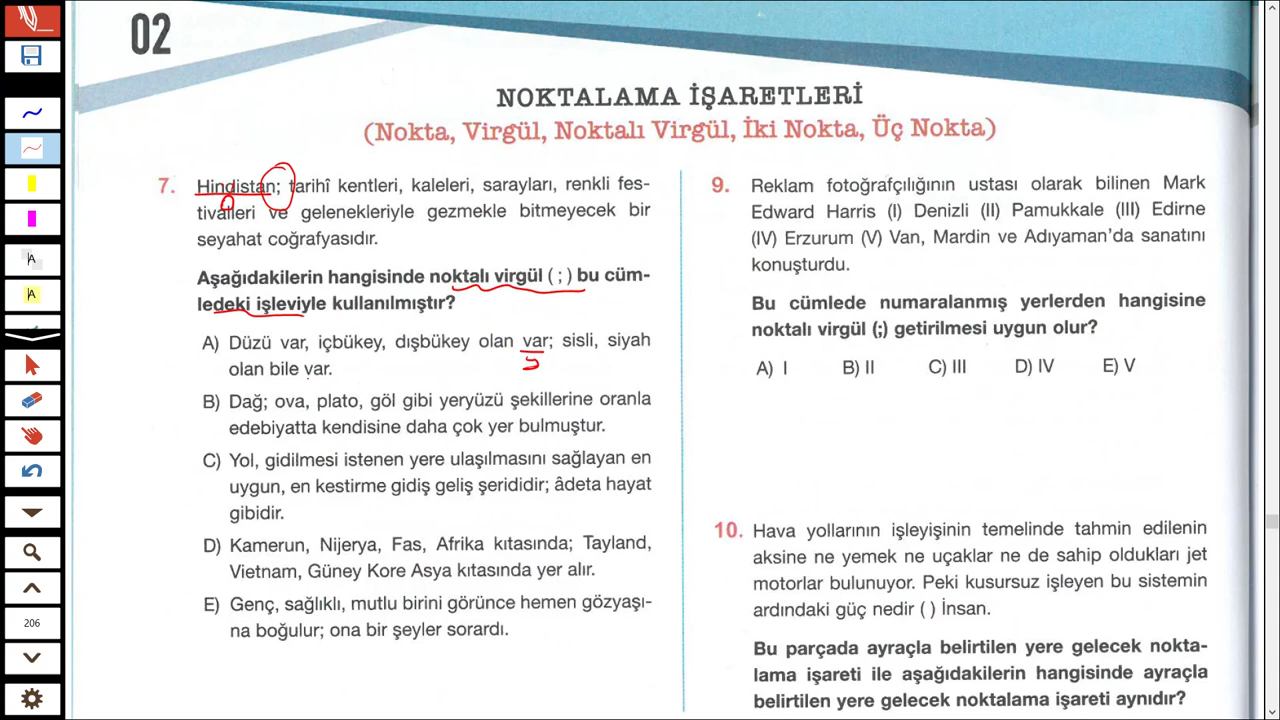 02
NOKTALAMA İŞARETLERİ
(Nokta, Virgül, Noktalı Virgül, İki Nokta, Üç Nokta)
7. Hindistan; tarihî kentleri, kaleleri, sarayları, renkli fes-
tivalleri ve gelenekleriyle gezmekle bitmeyecek bir
seyahat coğrafyasıdır.
Aşağıdakilerin hangisinde noktalı virgül ( ; ) bu cüm-
ledeki işleviyle kullanılmıştır?
A) Düzü var, içbükey, dışbükey olan var; sisli, siyah
olan bile var.
B) Dağ; ova, plato, göl gibi yeryüzü şekillerine oranla
edebiyatta kendisine daha çok yer bulmuştur.
C) Yol, gidilmesi istenen yere ulaşılmasını sağlayan en
uygun, en kestirme gidiş geliş şerididir; âdeta hayat
gibidir.
D) Kamerun, Nijerya, Fas, Afrika kıtasında; Tayland,
Vietnam, Güney Kore Asya kıtasında yer alır.
E) Genç, sağlıklı, mutlu birini görünce hemen gözyaşı-
na boğulur; ona bir şeyler sorardı.
9. Reklam fotoğrafçılığının ustası olarak bilinen Mark
Edward Harris (I) Denizli (II) Pamukkale (III) Edirne
(IV) Erzurum (V) Van, Mardin ve Adıyaman'da sanatını
konuşturdu.
Bu cümlede numaralanmış yerlerden hangisine
noktalı virgül (;) getirilmesi uygun olur?
A) I B) II C) III D) IV E) V
10. Hava yollarının işleyişinin temelinde tahmin edilenin
aksine ne yemek ne uçaklar ne de sahip oldukları jet
motorlar bulunuyor. Peki kusursuz işleyen bu sistemin
ardındaki güç nedir ( ) İnsan.
Bu parçada ayraçla belirtilen yere gelecek nokta-
lama işareti ile aşağıdakilerin hangisinde ayraçla
belirtilen yere gelecek noktalama işareti aynıdır?
A
A
206